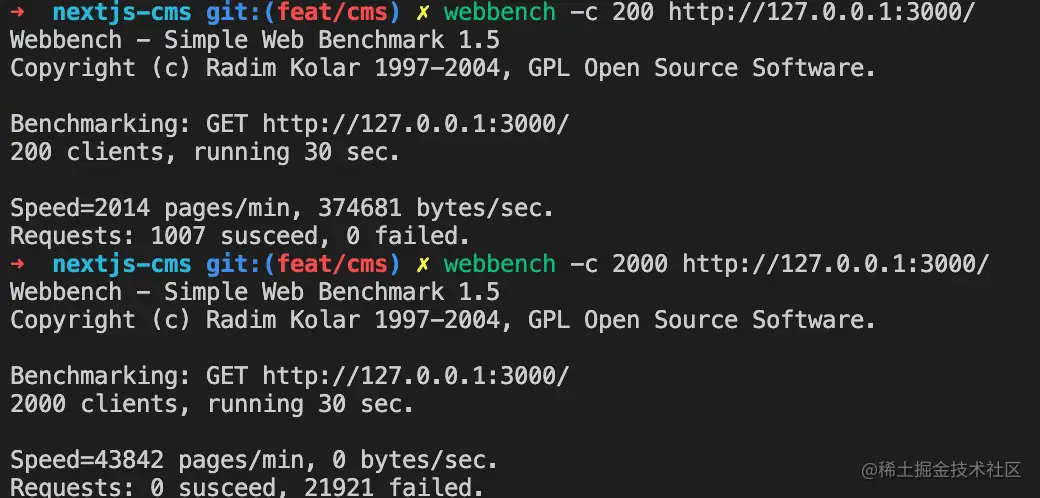 ➜ nextjs-cms git:(feat/cms) ✗ webbench -c 200 http://127.0.0.1:3000/
Webbench – Simple Web Benchmark 1.5
Copyright (c) Radim Kolar 1997–2004, GPL Open Source Software.
Benchmarking: GET http://127.0.0.1:3000/
200 clients, running 30 sec.
Speed=2014 pages/min, 374681 bytes/sec.
Requests: 1007 susceed, 0 failed.
➜ nextjs-cms git:(feat/cms) ✗ webbench -c 2000 http://127.0.0.1:3000/
Webbench – Simple Web Benchmark 1.5
Copyright (c) Radim Kolar 1997–2004, GPL Open Source Software.
Benchmarking: GET http://127.0.0.1:3000/
2000 clients, running 30 sec.
Speed=43842 pages/min, 0 bytes/sec.
Requests: 0 susceed, 21921 failed.
@稀土掘金技术社区